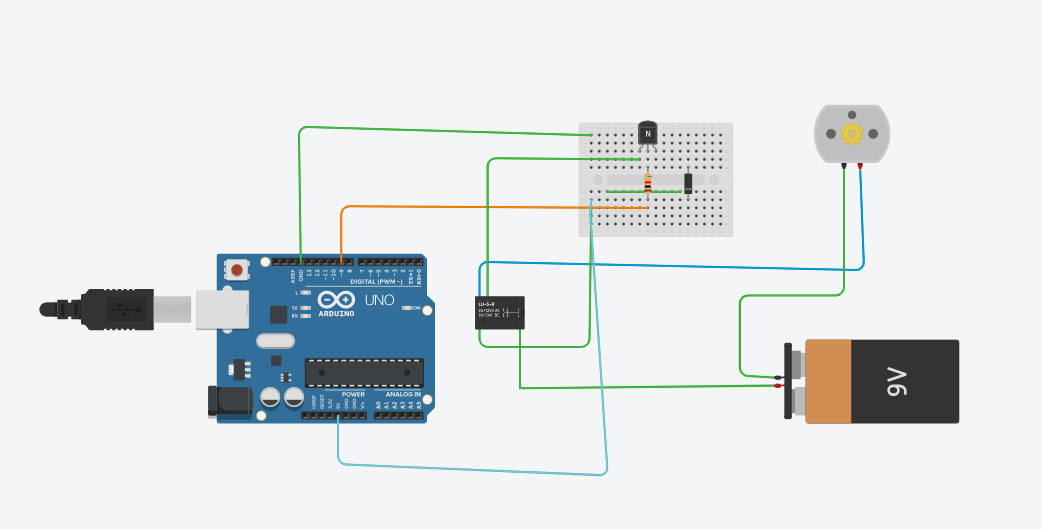 N
AREF
GND
13
12
~11
~10
~9
8
7
~6
~5
4
~3
2
TX→1
RX←0
DIGITAL (PWM~)
L
TX
RX
UNO
ARDUINO
ON
LU-5-R
9V
POWER
ANALOG IN
IOREF
RESET
3.3V
5V
GND
GND
Vin
A0
A1
A2
A3
A4
A5